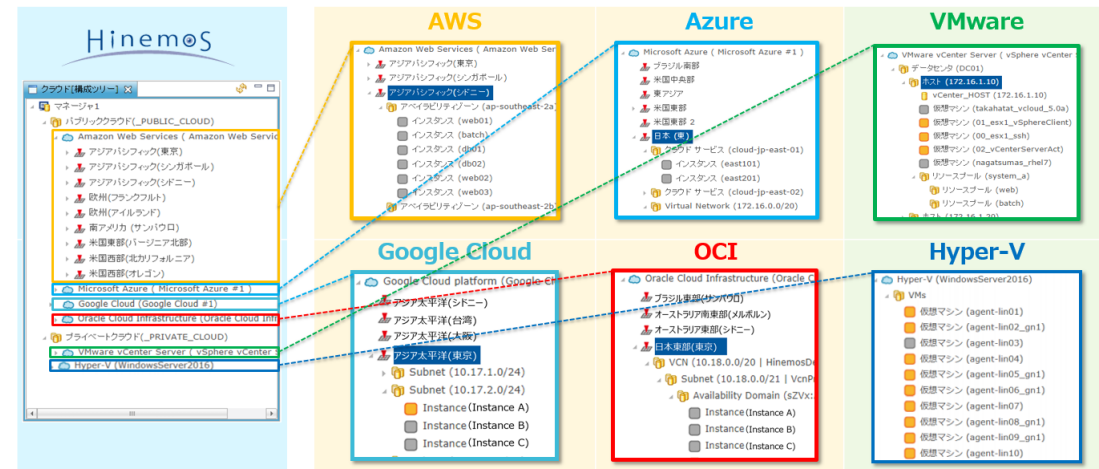 Hinemos
クラウド[構成ツリー]
マネージャ1
パブリッククラウド(_PUBLIC_CLOUD)
Amazon Web Services ( Amazon Web Servic
アジアパシフィック(東京)
アジアパシフィック(シンガポール)
アジアパシフィック(シドニー)
欧州(フランクフルト)
欧州(アイルランド)
南アメリカ (サンパウロ)
米国東部(バージニア北部)
米国西部(北カリフォルニア)
米国西部(オレゴン)
Microsoft Azure ( Microsoft Azure #1 )
Google Cloud (Google Cloud #1)
Oracle Cloud Infrastructure (Oracle Cloud Infr
プライベートクラウド(_PRIVATE_CLOUD)
VMware vCenter Server ( vSphere vCenter s
Hyper-V (WindowsServer2016)
AWS
Amazon Web Services ( Amazon Web Ser
アジアパシフィック(東京)
アジアパシフィック(シンガポール)
アジアパシフィック(シドニー)
アベイラビリティゾーン (ap-southeast-2a)
インスタンス (web01)
インスタンス (batch)
インスタンス (db01)
インスタンス (db02)
インスタンス (web02)
インスタンス (web03)
アベイラビリティゾーン (ap-southeast-2b)
Azure
Microsoft Azure ( Microsoft Azure #1 )
ブラジル南部
米国中央部
東アジア
米国東部
米国東部 2
日本 (東)
クラウド サービス (cloud-jp-east-01)
インスタンス (east101)
インスタンス (east201)
クラウド サービス (cloud-jp-east-02)
Virtual Network (172.16.0.0/20)
VMware
VMware vCenter Server ( vSphere vCenter
データセンタ (DC01)
ホスト (172.16.1.10)
vCenter_HOST (172.16.1.10)
仮想マシン (takahatat_vcloud_5.0a)
仮想マシン (01_esx1_vSphereClient)
仮想マシン (00_esx1_ssh)
仮想マシン (02_vCenterServerAct)
仮想マシン (nagatsumas_rhel7)
リソースプール (system_a)
リソースプール (web)
リソースプール (batch)
ホスト (172.16.1.20)
Google Cloud
Google Cloud platform (Google Cl
アジア太平洋(シドニー)
アジア太平洋(台湾)
アジア太平洋(大阪)
アジア太平洋(東京)
Subnet (10.17.1.0/24)
Subnet (10.17.2.0/24)
Instance(Instance A)
Instance(Instance B)
Instance(Instance C)
OCI
Oracle Cloud Infrastructure (Oracle C
ブラジル東部(サンパウロ)
オーストラリア南東部(メルボルン)
オーストラリア東部(シドニー)
日本東部(東京)
VCN (10.18.0.0/20 | HinemosDe
Subnet (10.18.0.0/21 | VcnPr
Availability Domain (sZVx:
Instance(Instance A)
Instance(Instance B)
Instance(Instance C)
Hyper-V
Hyper-V (WindowsServer2016)
VMs
仮想マシン (agent-lin01)
仮想マシン (agent-lin02_gn1)
仮想マシン (agent-lin03)
仮想マシン (agent-lin04)
仮想マシン (agent-lin05_gn1)
仮想マシン (agent-lin06_gn1)
仮想マシン (agent-lin07)
仮想マシン (agent-lin08_gn1)
仮想マシン (agent-lin09_gn1)
仮想マシン (agent-lin10)